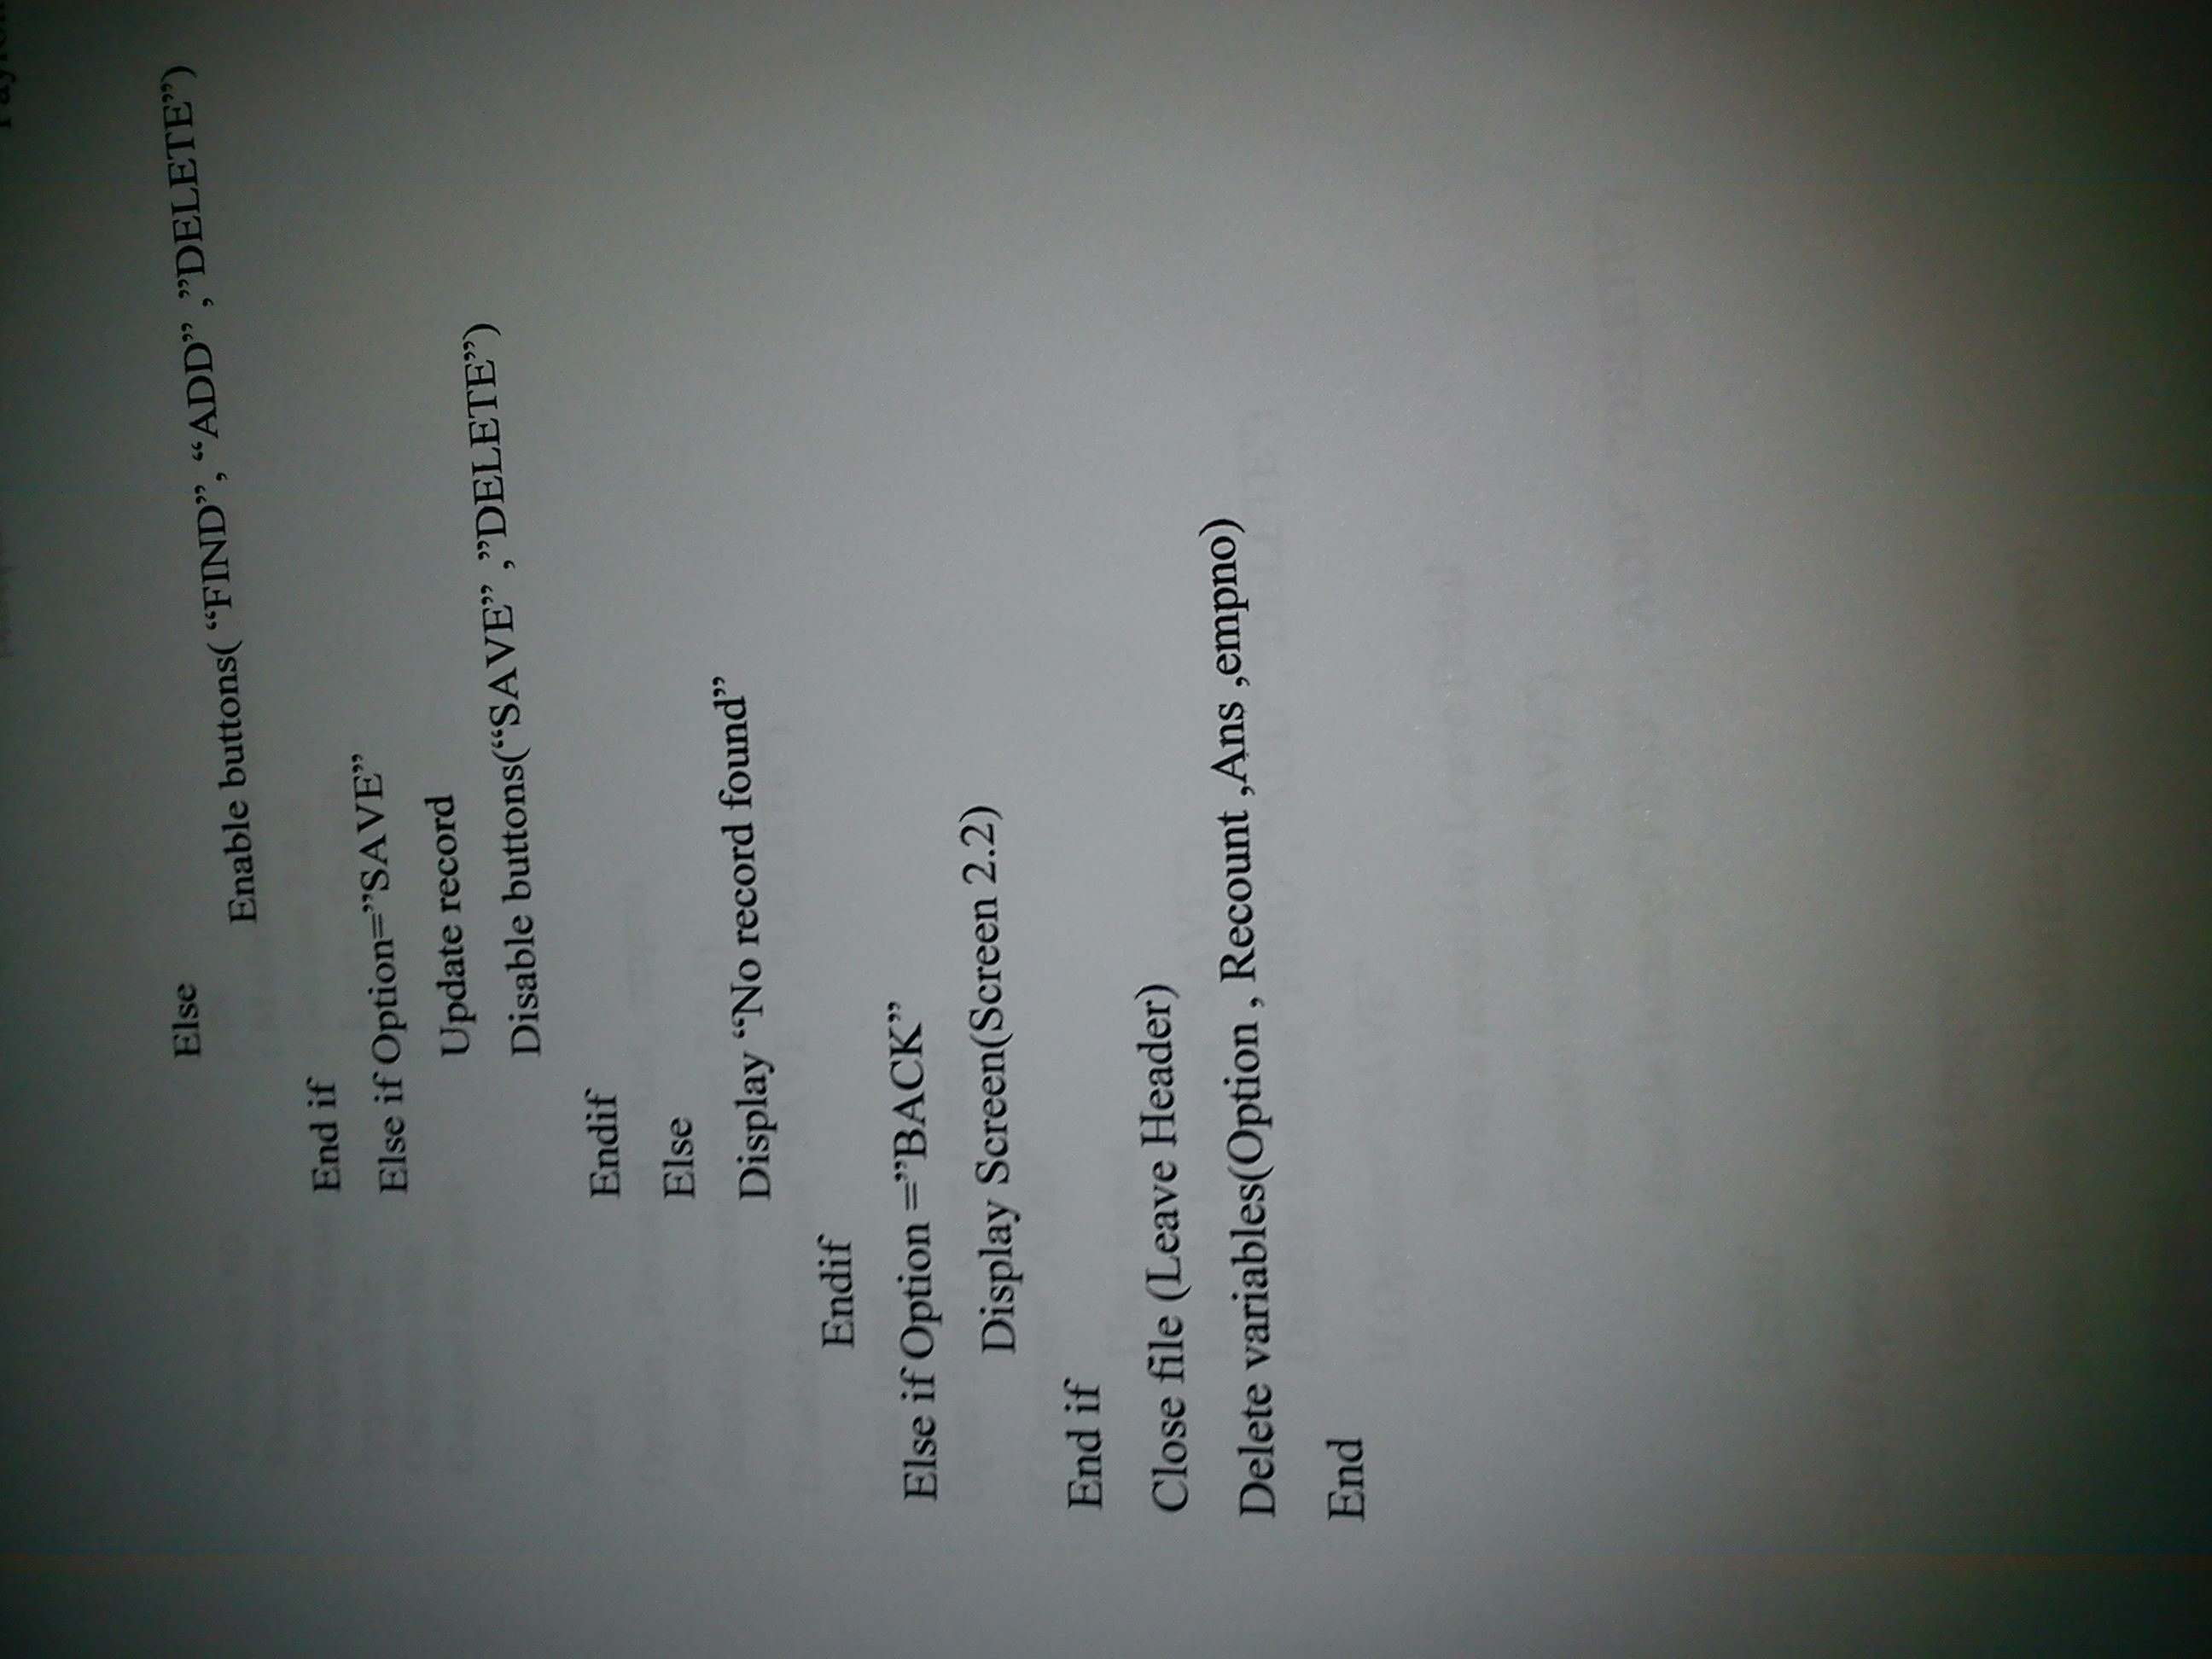 Else
Enable buttons( “FIND”, “ADD” ,”DELETE”)
End if
Else if Option=”SAVE”
Update record
Disable buttons(“SAVE” ,”DELETE”)
Endif
Else
Display “No record found”
Endif
Else if Option =”BACK”
Display Screen(Screen 2.2)
End if
Close file (Leave Header)
Delete variables(Option , Recount ,Ans ,empno)
End